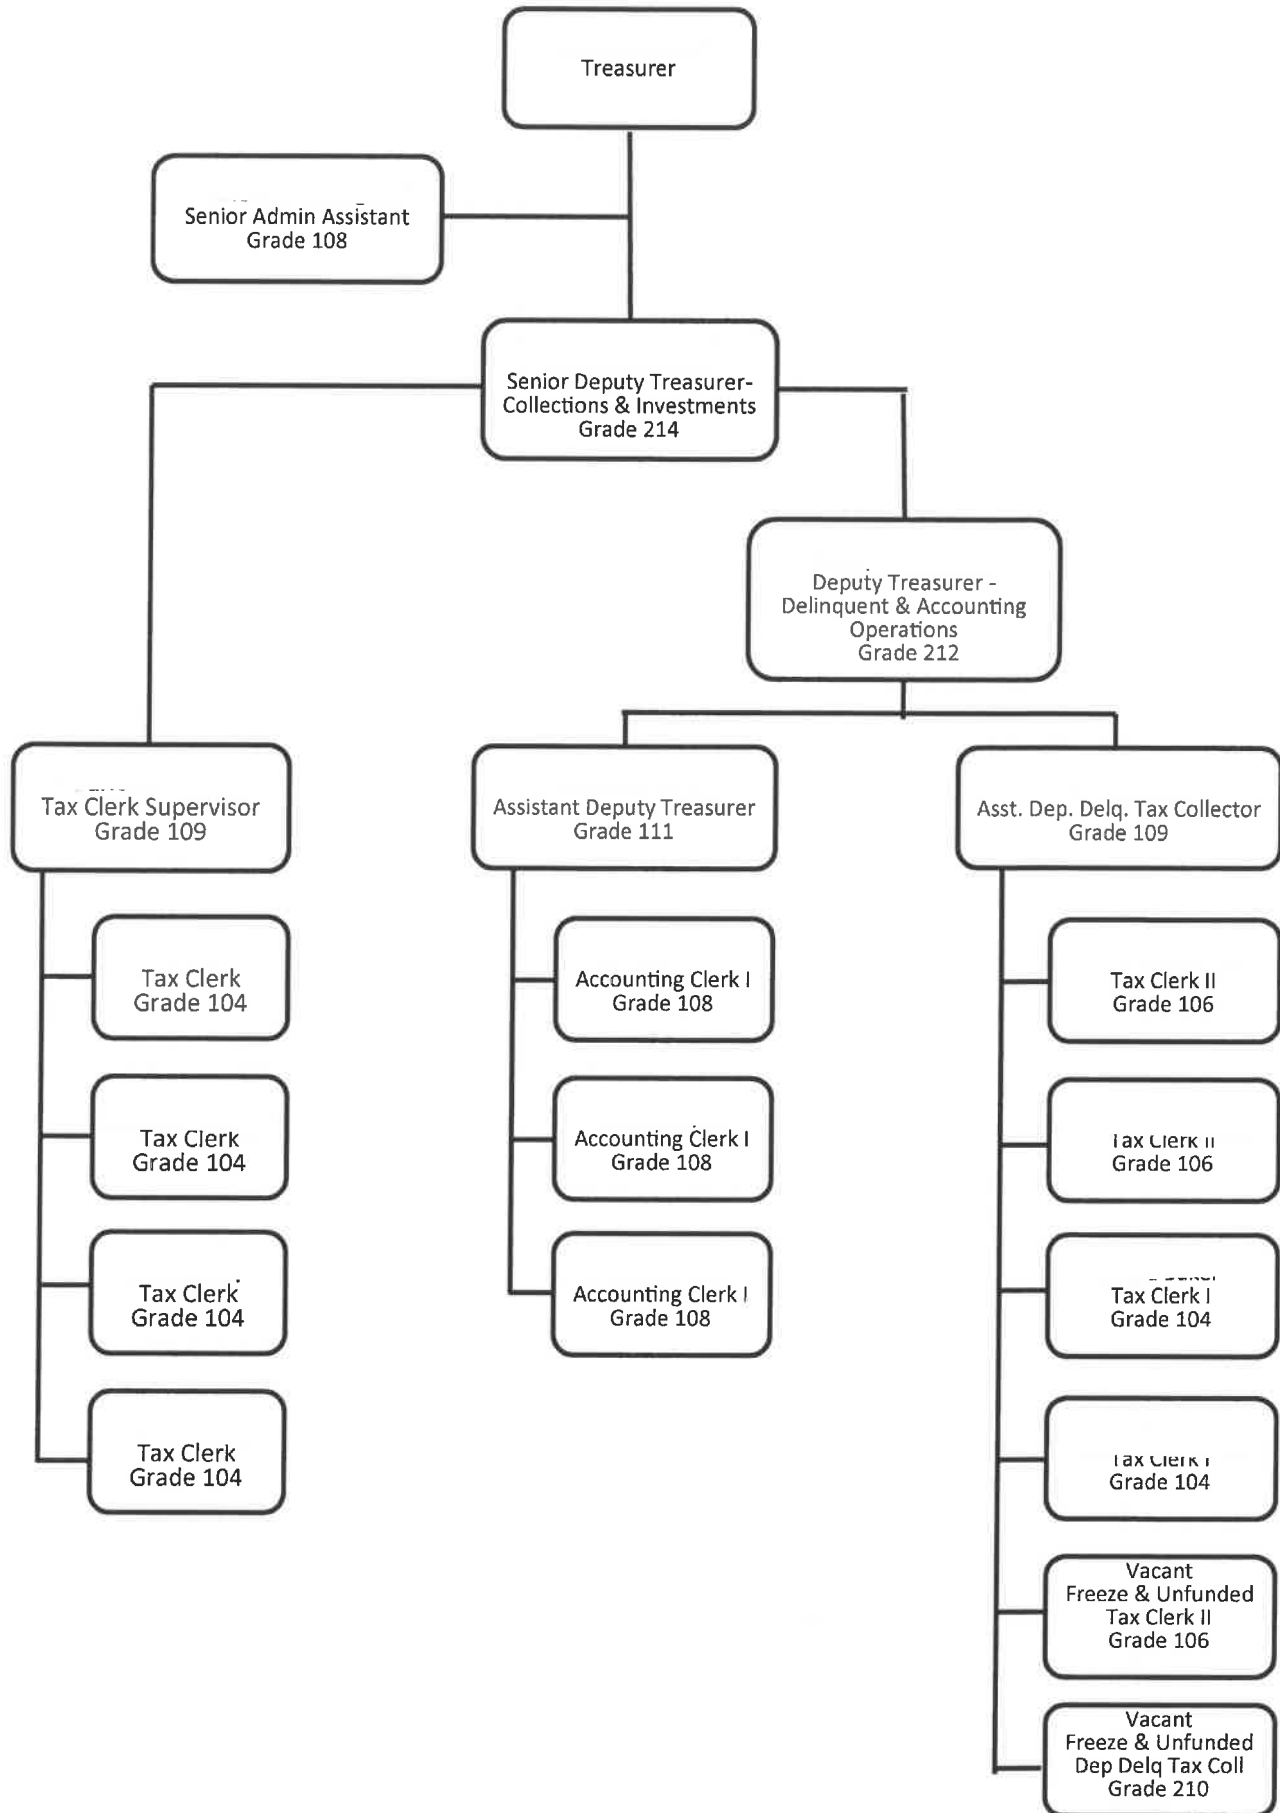 Treasurer
Senior Admin Assistant
Grade 108
Senior Deputy Treasurer-
Collections & Investments
Grade 214
Deputy Treasurer -
Delinquent & Accounting
Operations
Grade 212
Tax Clerk Supervisor
Grade 109
Assistant Deputy Treasurer
Grade 111
Asst. Dep. Delq. Tax Collector
Grade 109
Tax Clerk
Grade 104
Tax Clerk
Grade 104
Tax Clerk
Grade 104
Tax Clerk
Grade 104
Accounting Clerk I
Grade 108
Accounting Clerk I
Grade 108
Accounting Clerk I
Grade 108
Tax Clerk II
Grade 106
Tax Clerk II
Grade 106
Tax Clerk I
Grade 104
Tax Clerk I
Grade 104
Vacant
Freeze & Unfunded
Tax Clerk II
Grade 106
Vacant
Freeze & Unfunded
Dep Delq Tax Coll
Grade 210